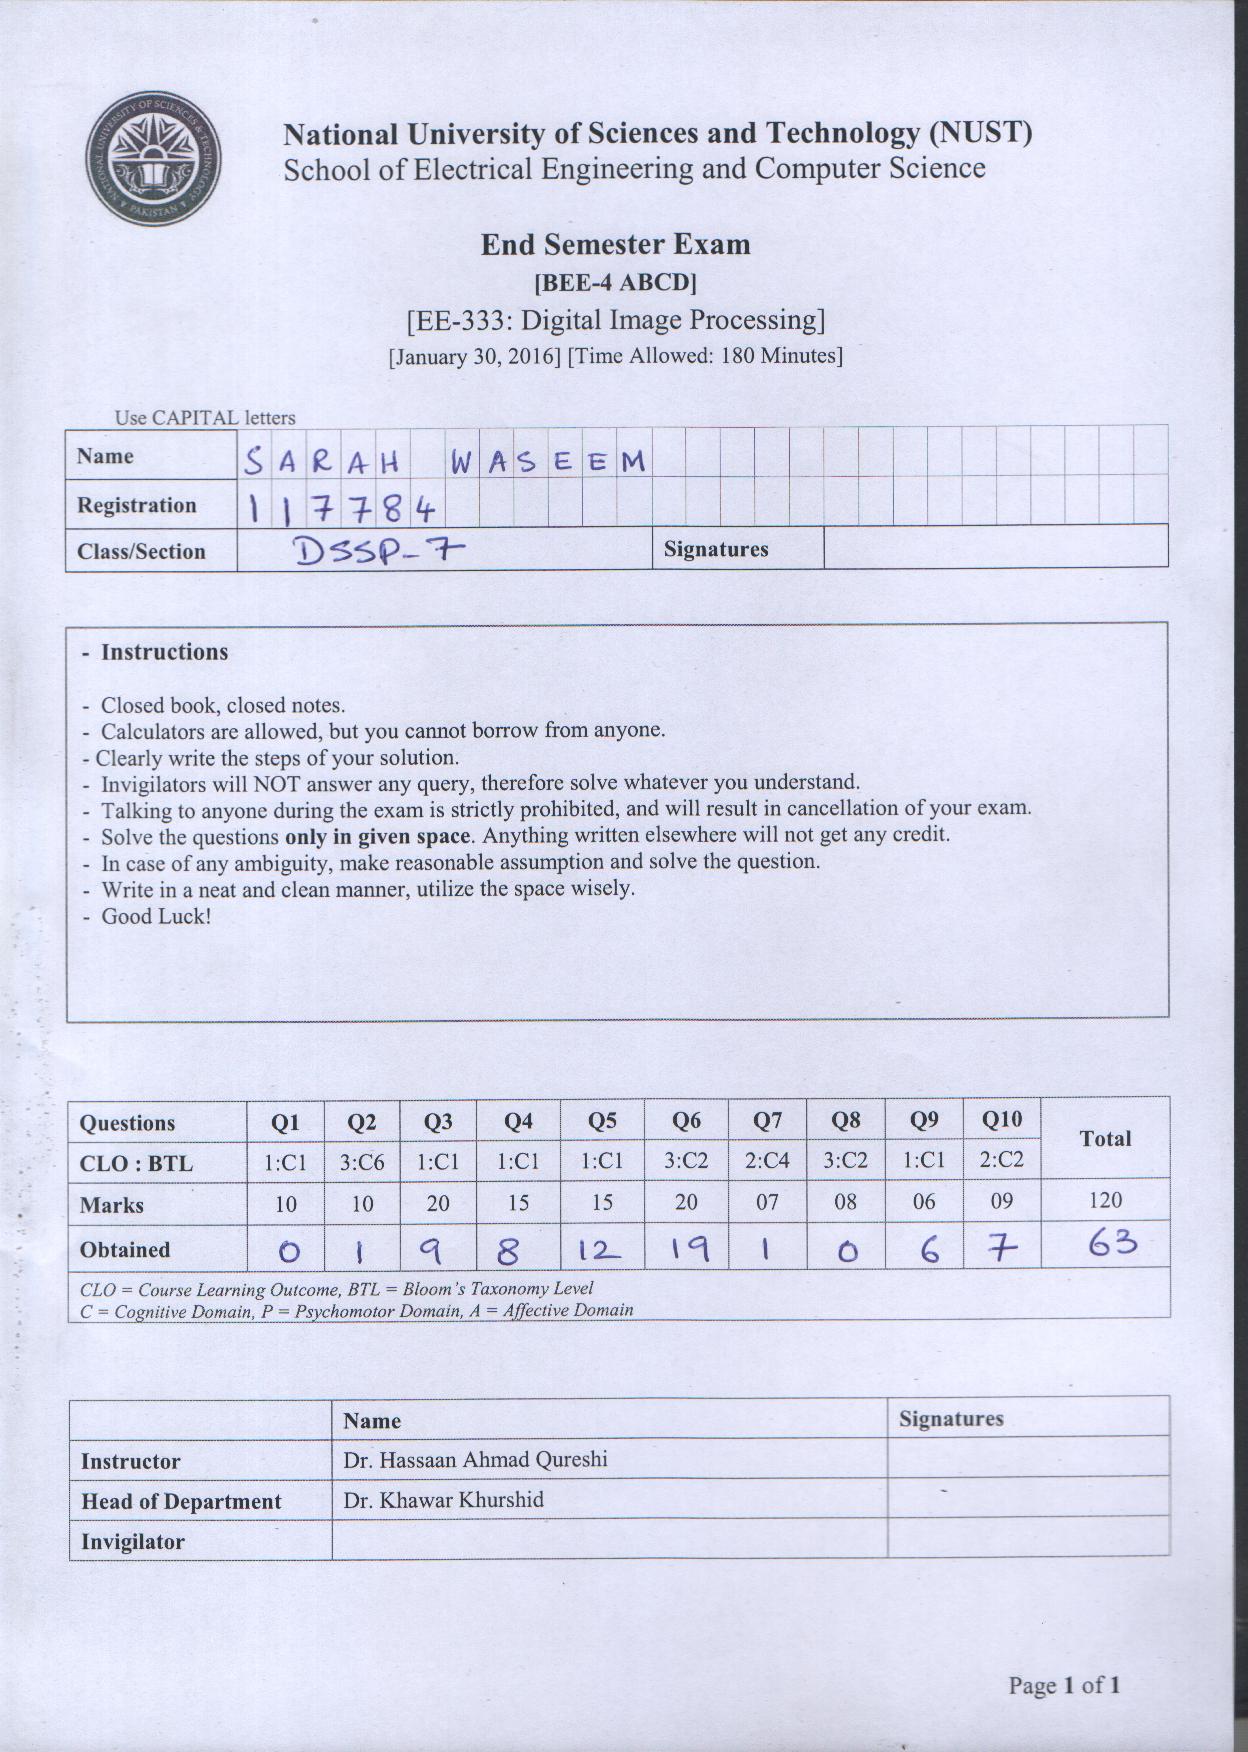 NATIONAL UNIVERSITY OF SCIENCES & TECHNOLOGY
PAKISTAN
National University of Sciences and Technology (NUST)
School of Electrical Engineering and Computer Science
End Semester Exam
[BEE-4 ABCD]
[EE-333: Digital Image Processing]
[January 30, 2016] [Time Allowed: 180 Minutes]
Use CAPITAL letters
Name SARAH WASEEM
Registration 117784
Class/Section DSSP-7 Signatures
- Instructions
- Closed book, closed notes.
- Calculators are allowed, but you cannot borrow from anyone.
- Clearly write the steps of your solution.
- Invigilators will NOT answer any query, therefore solve whatever you understand.
- Talking to anyone during the exam is strictly prohibited, and will result in cancellation of your exam.
- Solve the questions only in given space. Anything written elsewhere will not get any credit.
- In case of any ambiguity, make reasonable assumption and solve the question.
- Write in a neat and clean manner, utilize the space wisely.
- Good Luck!
Questions Q1 Q2 Q3 Q4 Q5 Q6 Q7 Q8 Q9 Q10 Total
CLO : BTL 1:C1 3:C6 1:C1 1:C1 1:C1 3:C2 2:C4 3:C2 1:C1 2:C2
Marks 10 10 20 15 15 20 07 08 06 09 120
Obtained 0 1 9 8 12 19 1 0 6 7 63
CLO = Course Learning Outcome, BTL = Bloom's Taxonomy Level
C = Cognitive Domain, P = Psychomotor Domain, A = Affective Domain
Name Signatures
Instructor Dr. Hassaan Ahmad Qureshi
Head of Department Dr. Khawar Khurshid
Invigilator
Page 1 of 1